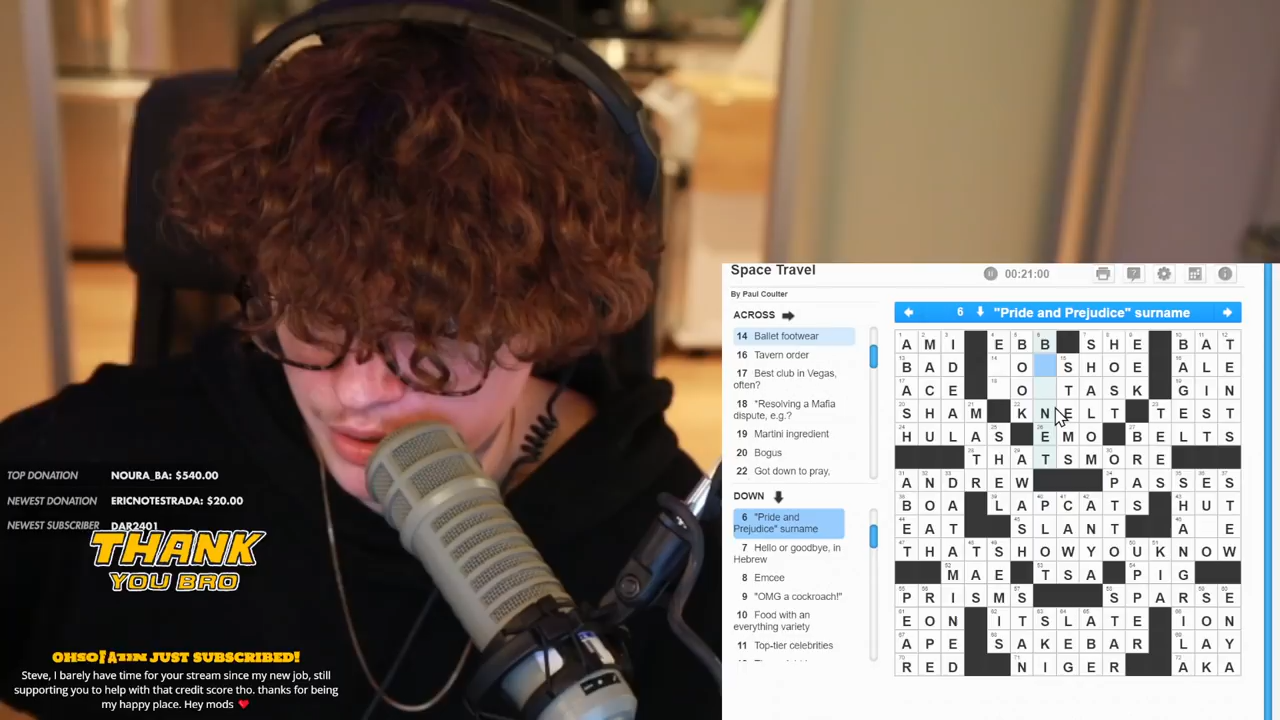 Space Travel
00:21:00
By Paul Coulter
6 "Pride and Prejudice" surname
ACROSS
14 Ballet footwear
16 Tavern order
17 Best club in Vegas,
often?
18 *Resolving a Mafia
dispute, e.g.?
19 Martini ingredient
20 Bogus
22 Got down to pray,
DOWN
6 "Pride and
Prejudice" surname
7 Hello or goodbye, in
Hebrew
8 Emcee
9 "OMG a cockroach!"
10 Food with an
everything variety
11 Top-tier celebrities
A M I E B B S H E B A T
B A D O S H O E A L E
A C E O T A S K G I N
S H A M K N E L T T E S T
H U L A S E M O B E L T S
T H A T S M O R E
A N D R E W P A S S E S
B O A L A P C A T S H U T
E A T S L A N T A E
T H A T S H O W Y O U K N O W
M A E T S A P I G
P R I S M S S P A R S E
E O N I T S L A T E I O N
A P E S A K E B A R L A Y
R E D N I G E R A K A
TOP DONATION NOURA_BA: $540.00
NEWEST DONATION ERICNOTESTRADA: $20.00
NEWEST SUBSCRIBER DAR2401
THANK
YOU BRO
JUST SUBSCRIBED!
Steve, I barely have time for your stream since my new job, still
supporting you to help with that credit score tho. thanks for being
my happy place. Hey mods ❤